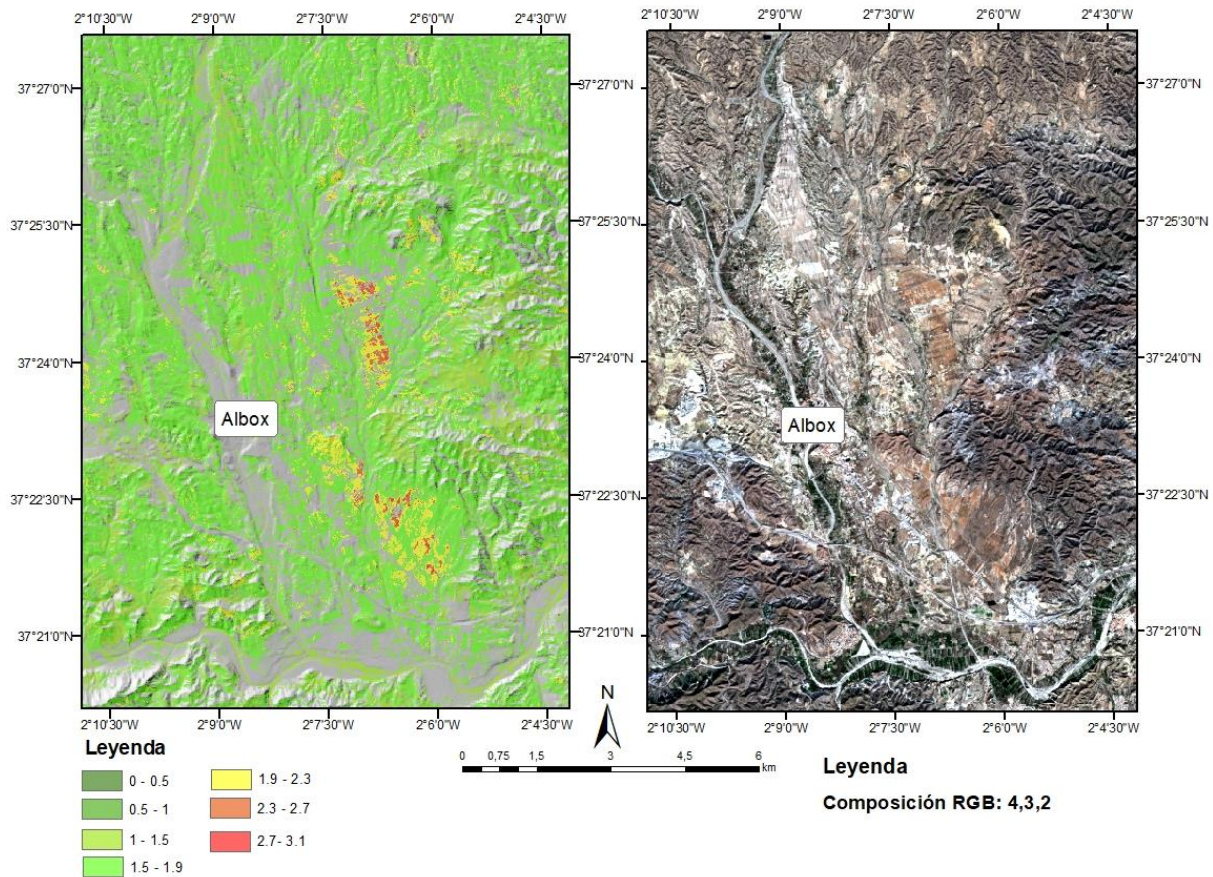 2°10'30"W 2°9'0"W 2°7'30"W 2°6'0"W 2°4'30"W
2°10'30"W 2°9'0"W 2°7'30"W 2°6'0"W 2°4'30"W
37°27'0"N 37°27'0"N 37°27'0"N
37°25'30"N 37°25'30"N 37°25'30"N
37°24'0"N 37°24'0"N 37°24'0"N
Albox
Albox
37°22'30"N 37°22'30"N 37°22'30"N
37°21'0"N 37°21'0"N 37°21'0"N
2°10'30"W 2°9'0"W 2°7'30"W 2°6'0"W 2°4'30"W
2°10'30"W 2°9'0"W 2°7'30"W 2°6'0"W 2°4'30"W
N
0 0,75 1,5 3 4,5 6
km
Leyenda
0 - 0.5
0.5 - 1
1 - 1.5
1.5 - 1.9
1.9 - 2.3
2.3 - 2.7
2.7 - 3.1
Leyenda
Composición RGB: 4,3,2